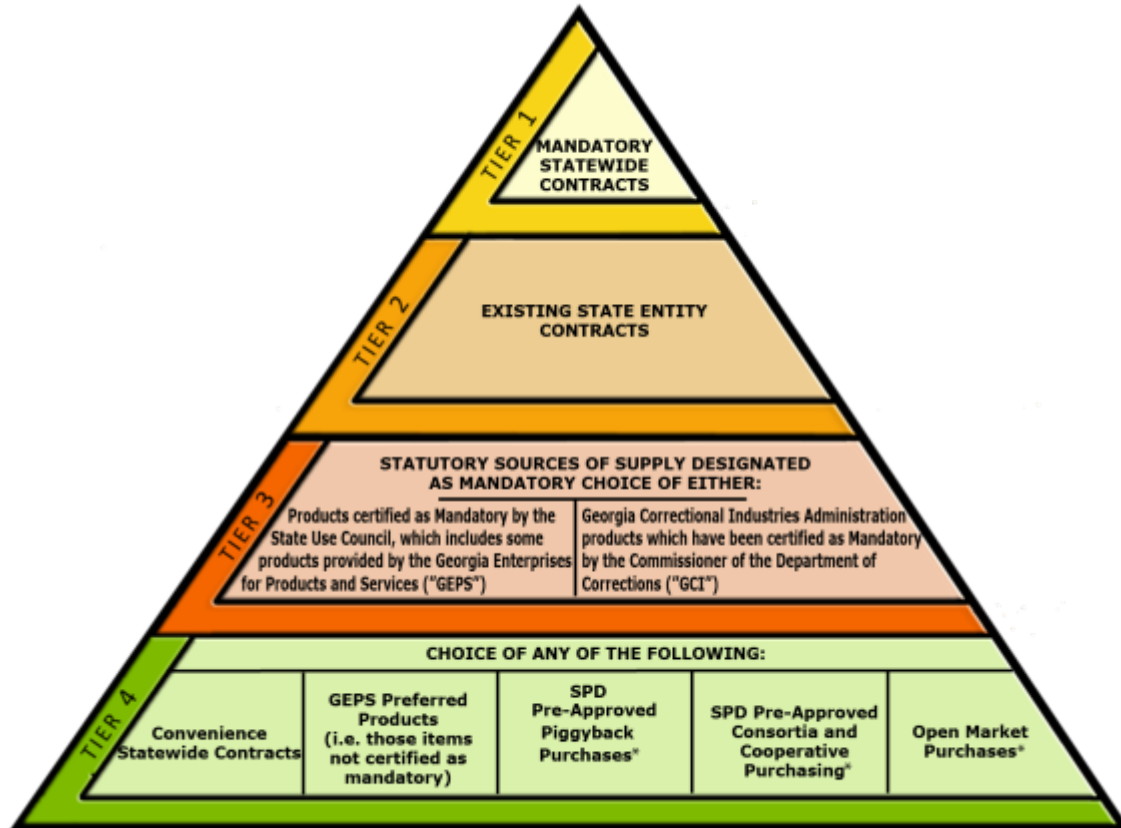 TIER 1
MANDATORY
STATEWIDE
CONTRACTS
TIER 2
EXISTING STATE ENTITY
CONTRACTS
TIER 3
STATUTORY SOURCES OF SUPPLY DESIGNATED
AS MANDATORY CHOICE OF EITHER:
Products certified as Mandatory by the
State Use Council, which includes some
products provided by the Georgia Enterprises
for Products and Services ("GEPS")
Georgia Correctional Industries Administration
products which have been certified as Mandatory
by the Commissioner of the Department of
Corrections ("GCI")
TIER 4
CHOICE OF ANY OF THE FOLLOWING:
Convenience
Statewide Contracts
GEPS Preferred
Products
(i.e. those items
not certified as
mandatory)
SPD
Pre-Approved
Piggyback
Purchases*
SPD Pre-Approved
Consortia and
Cooperative
Purchasing*
Open Market
Purchases*